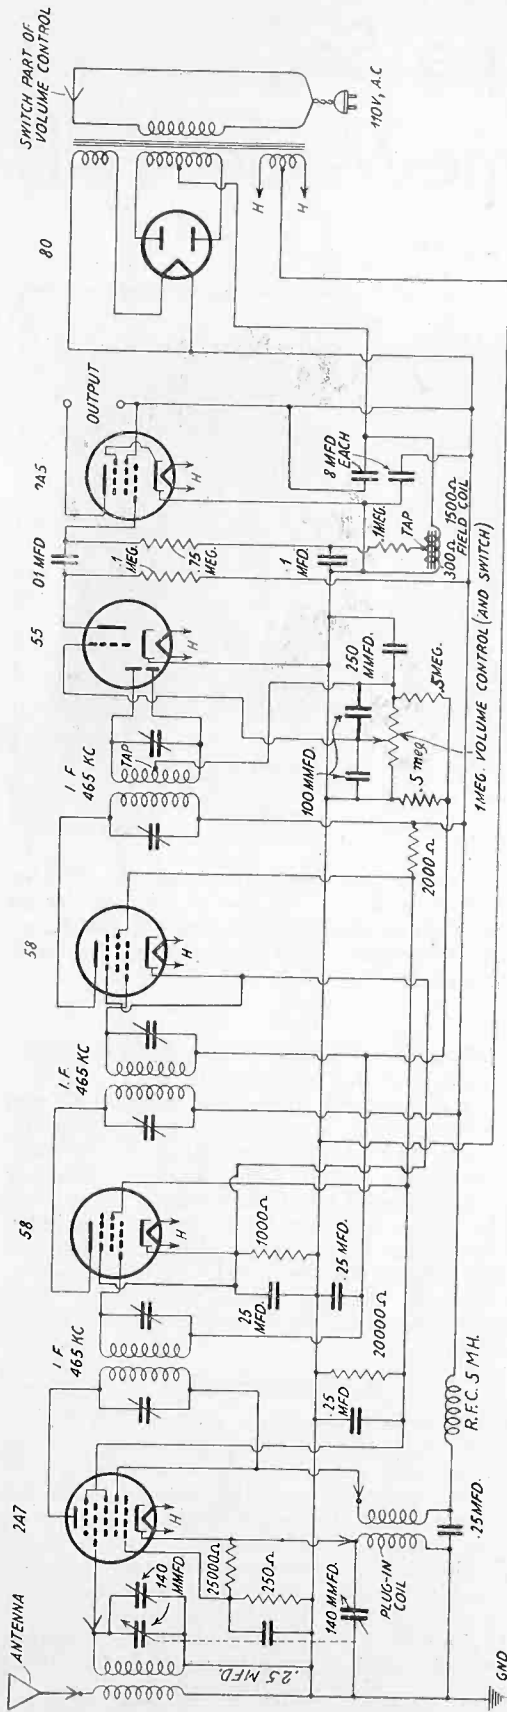 ANTENNA
2A7
I.F.
465 KC
58
I.F.
465 KC
58
I F
465 KC
55
.01 MFD
2A5
OUTPUT
80
SWITCH PART OF
VOLUME CONTROL
110V, A.C
H
H
H
H
H
H
H
TAP
140
MMFD
25000Ω
250Ω
.25 MFD.
140 MMFD.
PLUG-IN
COIL
.25 MFD.
R.F.C. 5 M.H.
.25
MFD
20000Ω
25
MFD.
1000Ω
.25 MFD.
2000Ω
100 MMFD.
250
MMFD.
.5 meg.
.5 MEG.
1 MEG. VOLUME CONTROL (AND SWITCH)
.1
MEG.
.75
MEG.
.1
MFD.
8 MFD
EACH
.1 MEG.
TAP
300Ω 1500Ω
FIELD COIL
GND